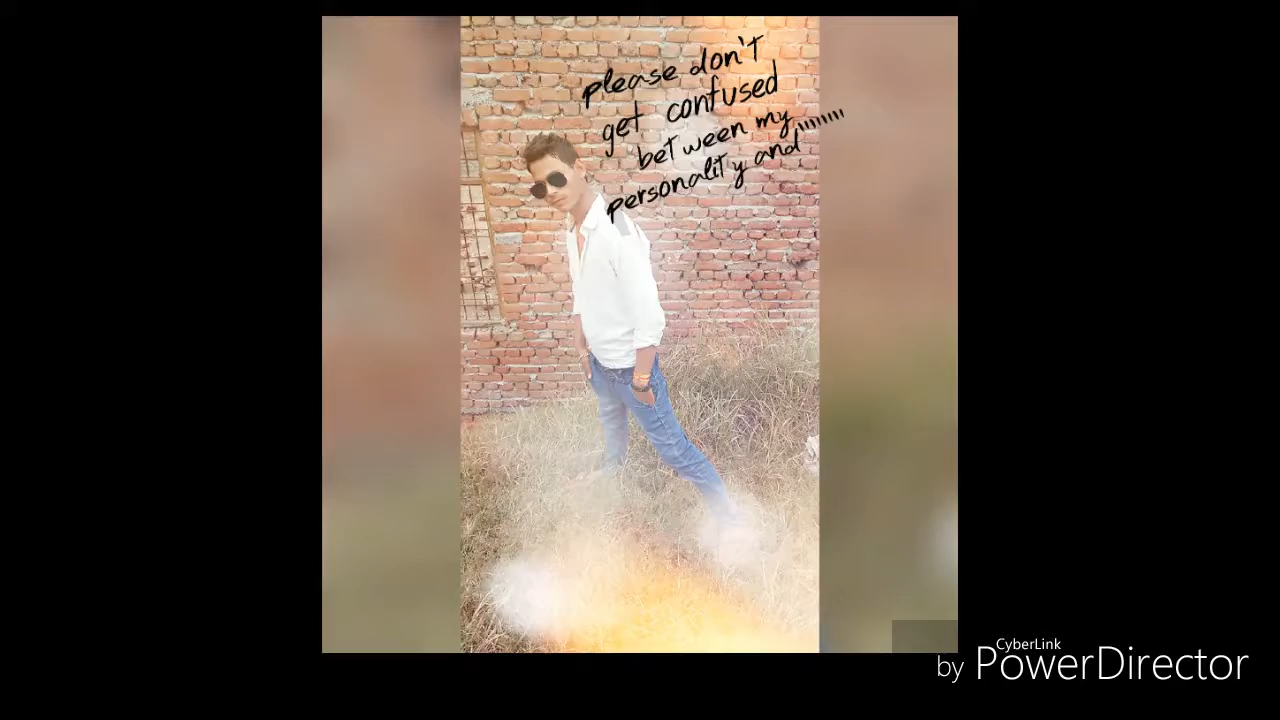 please don't
get confused
between my
personality and,,,,,,,,
CyberLink
by PowerDirector